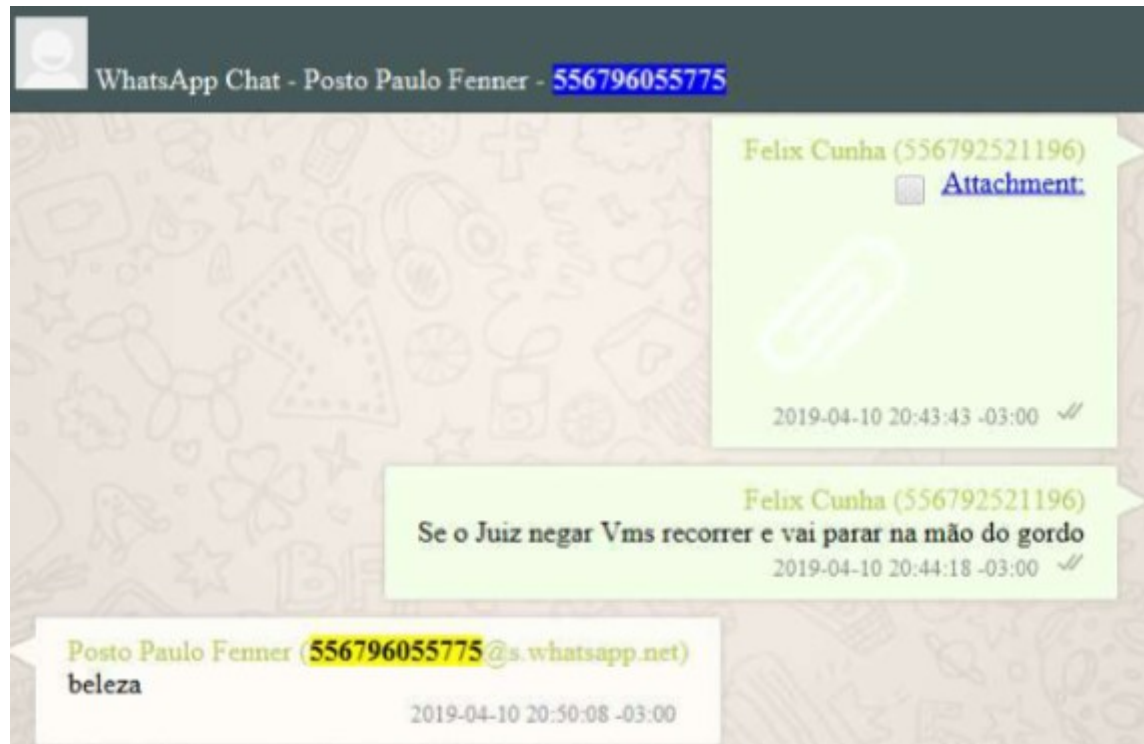 WhatsApp Chat - Posto Paulo Fenner - 556796055775
Felix Cunha (556792521196)
Attachment:
2019-04-10 20:43:43 -03:00
Felix Cunha (556792521196)
Se o Juiz negar Vms recorrer e vai parar na mão do gordo
2019-04-10 20:44:18 -03:00
Posto Paulo Fenner (556796055775@s.whatsapp.net)
beleza
2019-04-10 20:50:08 -03:00